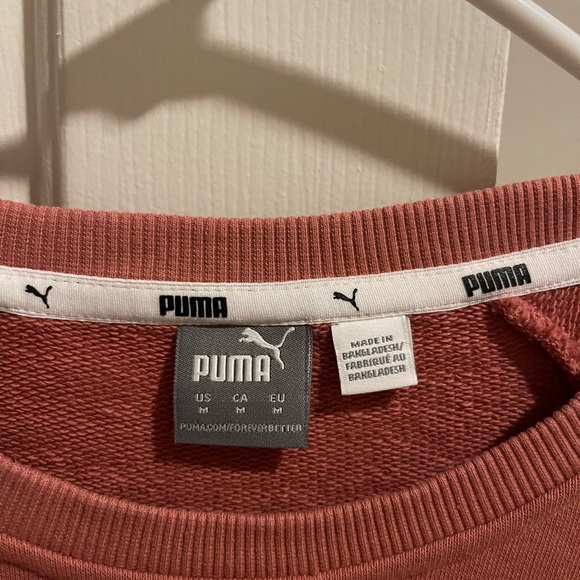 PUMA
PUMA
PUMA
US CA EU
M M M
PUMA.COM/FOREVERBETTER
MADE IN
BANGLADESH/
FABRIQUÉ AU
BANGLADESH